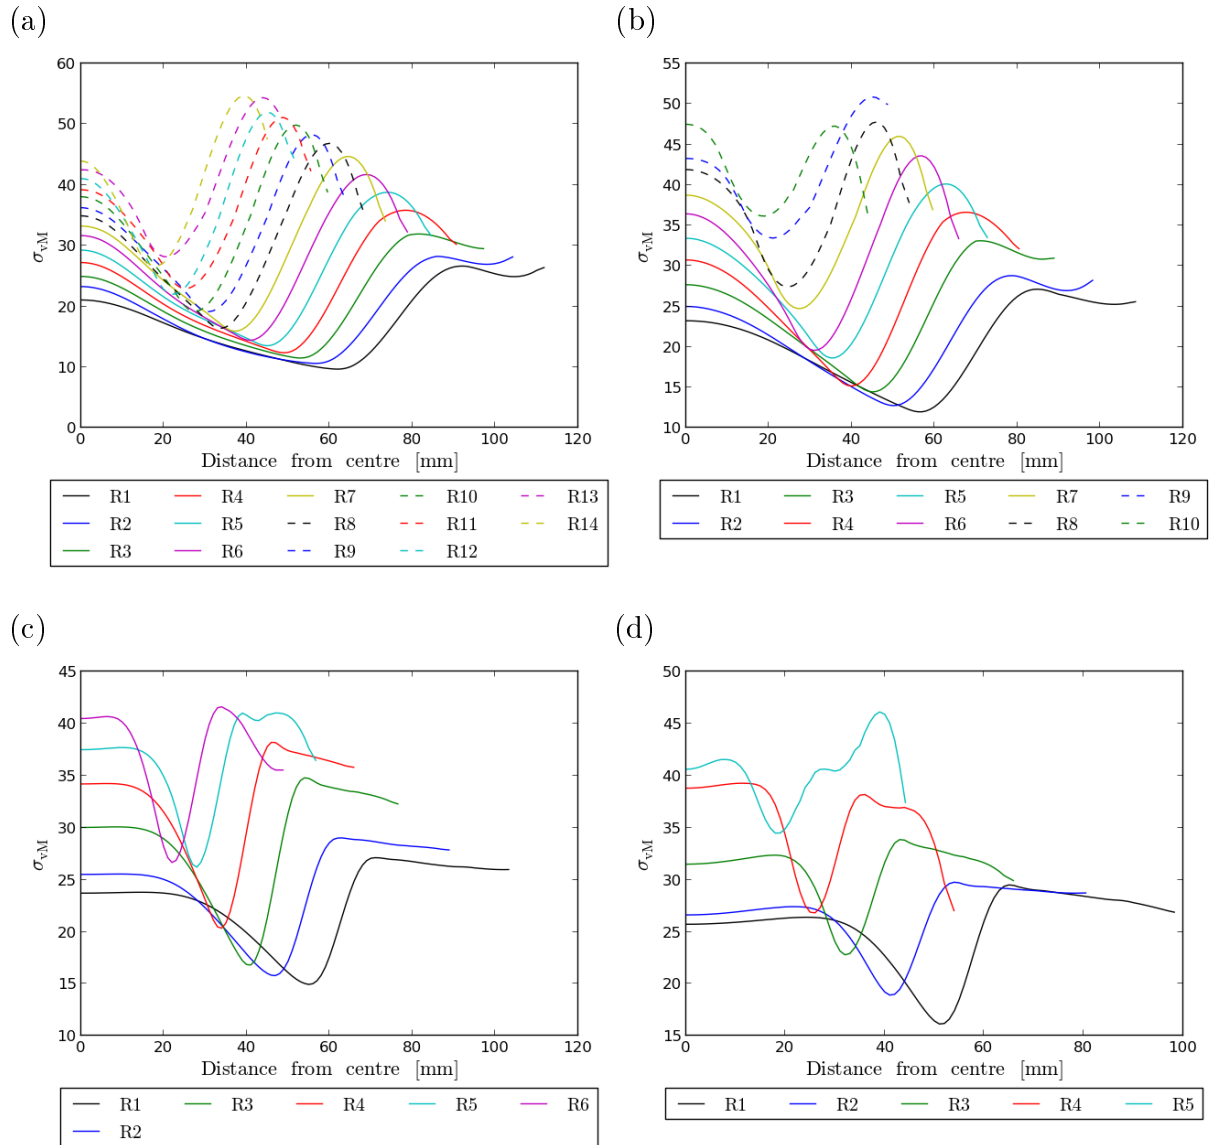 (a) (b)
60
50
40
30
20
10
0
σvM
0 20 40 60 80 100 120
Distance from centre [mm]
R1 R4 R7 R10 R13
R2 R5 R8 R11 R14
R3 R6 R9 R12
55
50
45
40
35
30
25
20
15
10
σvM
0 20 40 60 80 100 120
Distance from centre [mm]
R1 R3 R5 R7 R9
R2 R4 R6 R8 R10
(c) (d)
45
40
35
30
25
20
15
10
σvM
0 20 40 60 80 100 120
Distance from centre [mm]
R1 R3 R4 R5 R6
R2
50
45
40
35
30
25
20
15
σvM
0 20 40 60 80 100
Distance from centre [mm]
R1 R2 R3 R4 R5